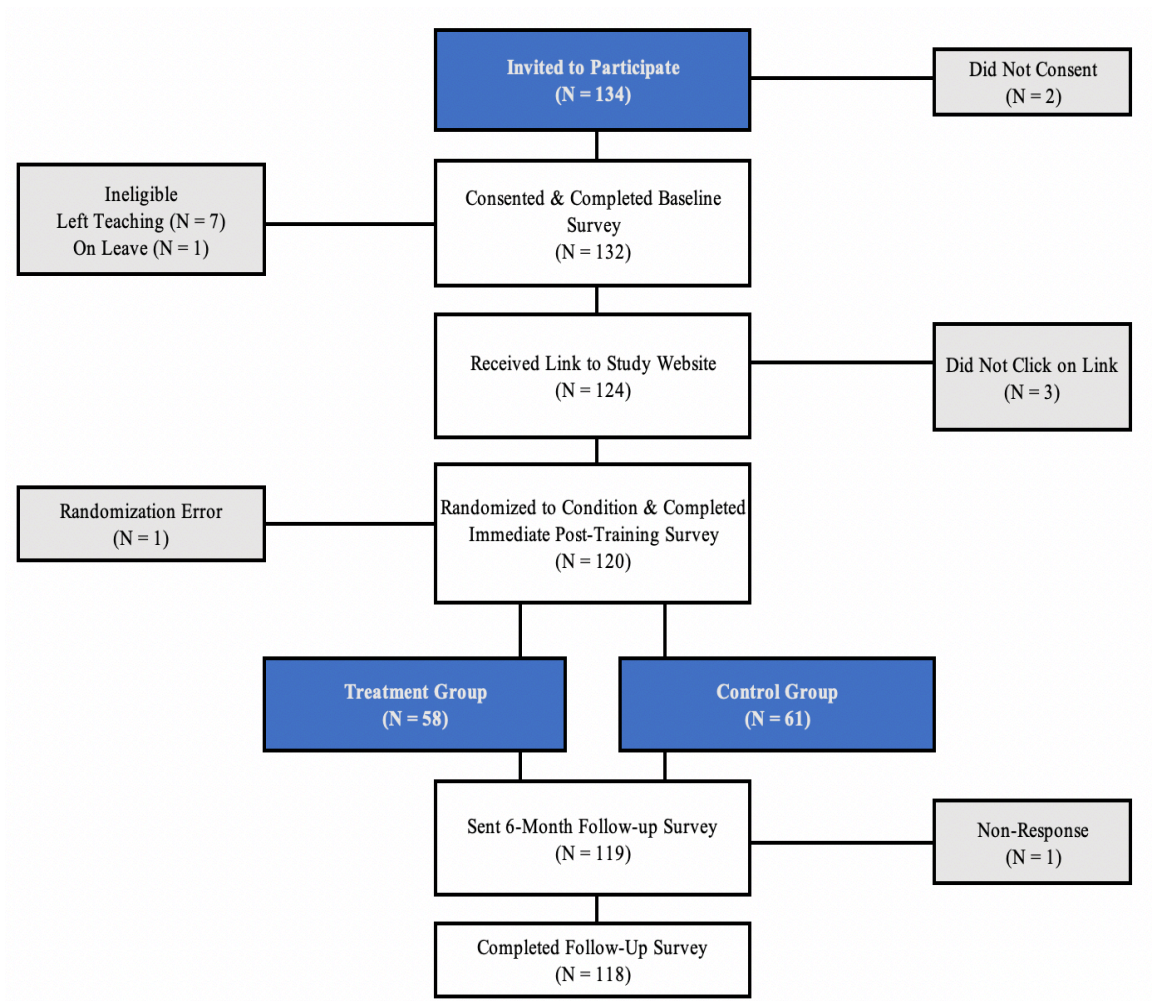 Invited to Participate
(N = 134)
Did Not Consent
(N = 2)
Ineligible
Left Teaching (N = 7)
On Leave (N = 1)
Consented & Completed Baseline
Survey
(N = 132)
Received Link to Study Website
(N = 124)
Did Not Click on Link
(N = 3)
Randomization Error
(N = 1)
Randomized to Condition & Completed
Immediate Post-Training Survey
(N = 120)
Treatment Group
(N = 58)
Control Group
(N = 61)
Sent 6-Month Follow-up Survey
(N = 119)
Non-Response
(N = 1)
Completed Follow-Up Survey
(N = 118)